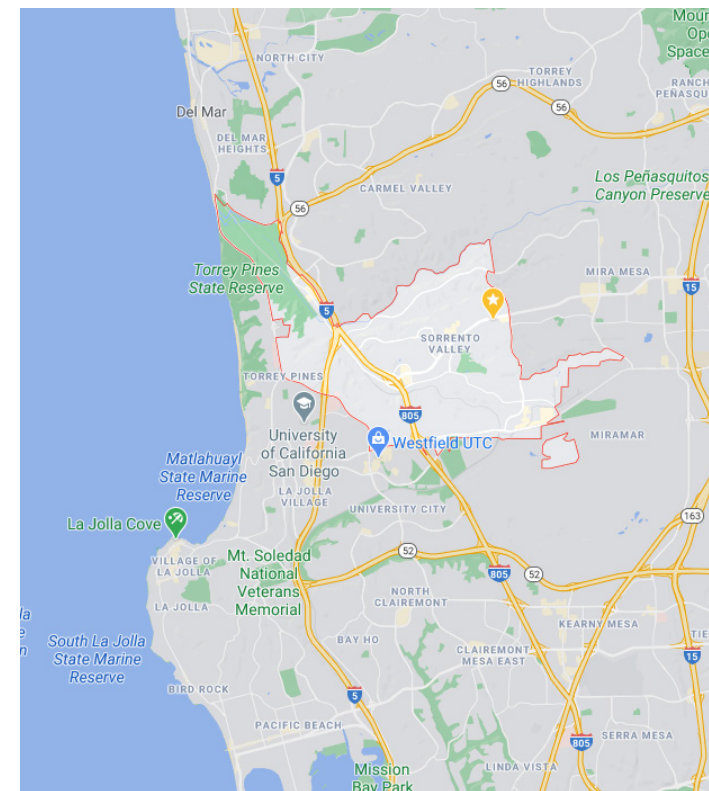 Mour
Op
Space
NORTH CITY
TORREY
HIGHLANDS
56
RANCH
PEÑASQU
56
Del Mar
DEL MAR
HEIGHTS
5
56
CARMEL VALLEY
Los Peñasquitos
Canyon Preserve
Torrey Pines
State Reserve
MIRA MESA
15
5
SORRENTO
VALLEY
TORREY PINES
805
University
of California
San Diego
Westfield UTC
MIRAMAR
Matlahuayl
State Marine
Reserve
LA JOLLA
VILLAGE
UNIVERSITY CITY
163
La Jolla Cove
52
VILLAGE OF
LA JOLLA
Mt. Soledad
National
Veterans
Memorial
805
52
LA JOLLA
NORTH
CLAIREMONT
la
e
n
KEARNY MESA
TIE
South La Jolla
State Marine
Reserve
BAY HO
CLAIREMONT
MESA EAST
15
BIRD ROCK
5
PACIFIC BEACH
805
SERRA MESA
Mission
Bay Park
LINDA VISTA